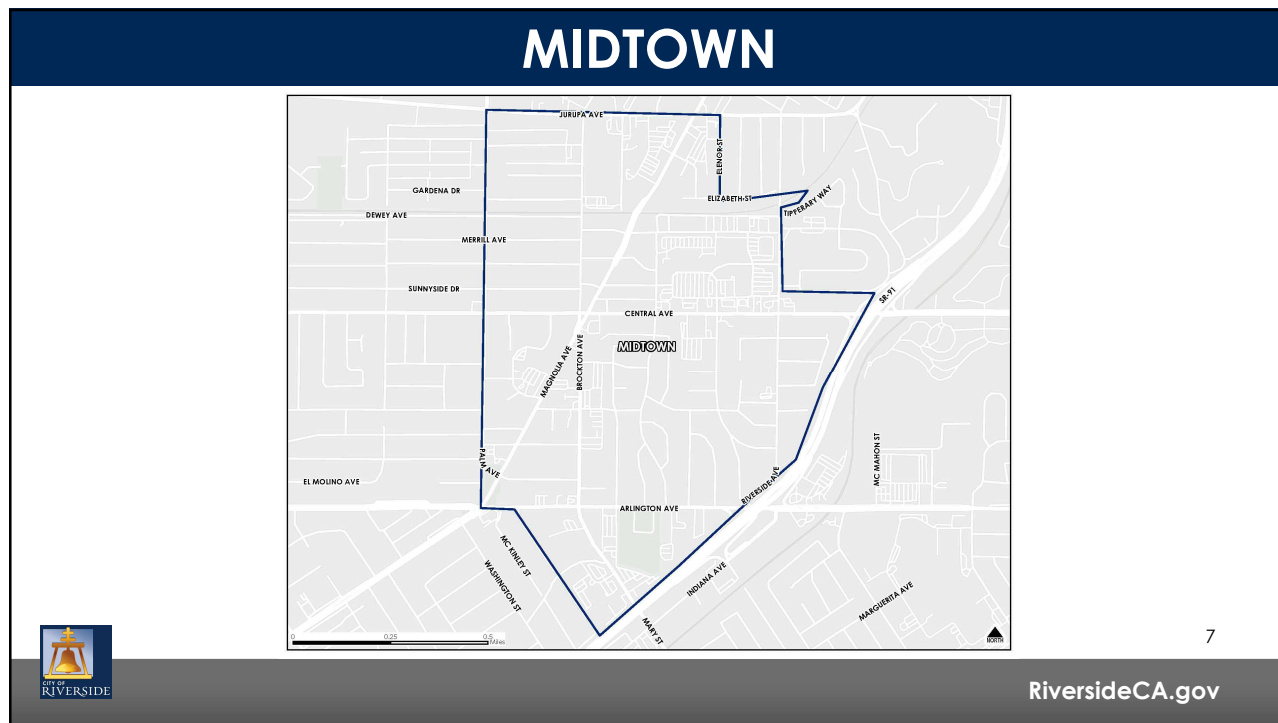 MIDTOWN
JURUPA AVE
ELENOR ST
GARDENA DR
ELIZABETH ST
TIPPERARY WAY
DEWEY AVE
MERRILL AVE
SUNNYSIDE DR
SR-91
CENTRAL AVE
MIDTOWN
MAGNOLIA AVE
BROCKTON AVE
PALM AVE
MC MAHON ST
EL MOLINO AVE
RIVERSIDE AVE
ARLINGTON AVE
MC KINLEY ST
WASHINGTON ST
INDIANA AVE
MARGUERITA AVE
MARY ST
0 0.25 0.5 Miles
NORTH
7
CITY OF
RIVERSIDE
RiversideCA.gov